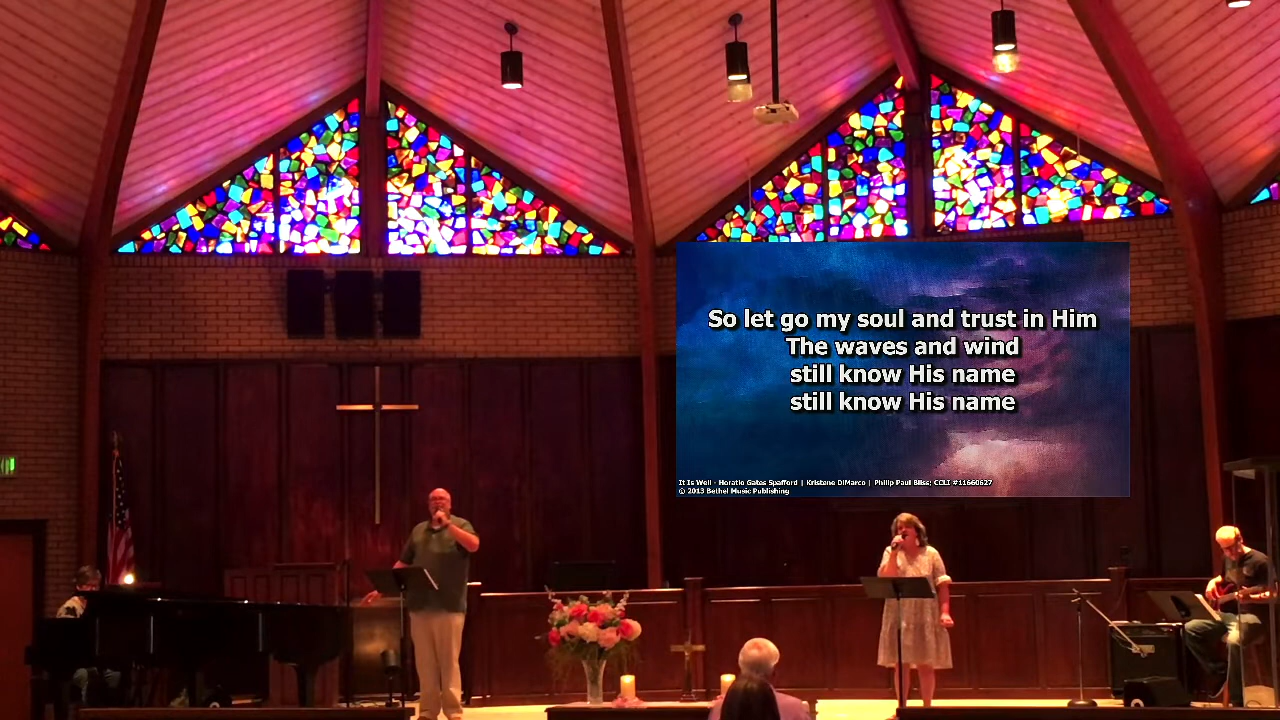 So let go my soul and trust in Him
The waves and wind
still know His name
still know His name
It Is Well - Horatio Gates Spafford | Kristene DiMarco | Philip Paul Bliss; CCLI #11660627
© 2013 Bethel Music Publishing